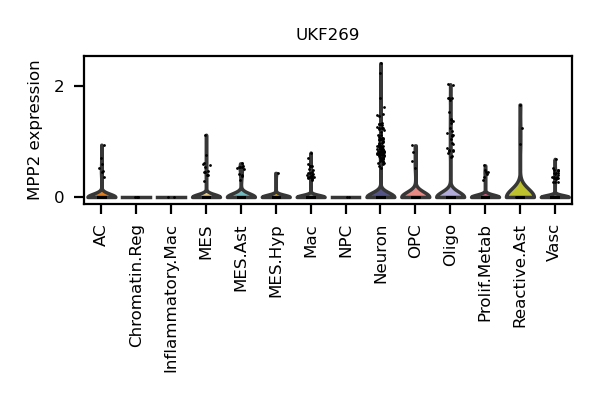 UKF269
MPP2 expression
2
0
AC
Chromatin.Reg
Inflammatory.Mac
MES
MES.Ast
MES.Hyp
Mac
NPC
Neuron
OPC
Oligo
Prolif.Metab
Reactive.Ast
Vasc